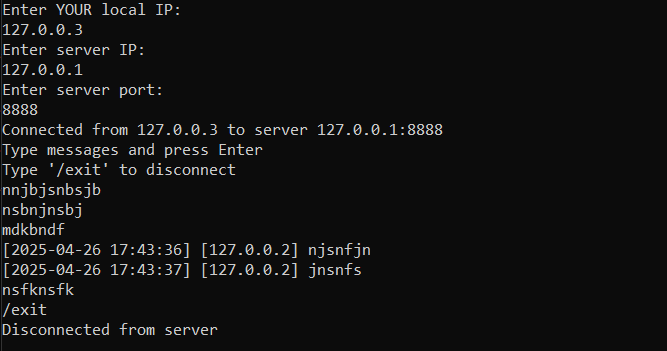 Enter YOUR local IP:
127.0.0.3
Enter server IP:
127.0.0.1
Enter server port:
8888
Connected from 127.0.0.3 to server 127.0.0.1:8888
Type messages and press Enter
Type '/exit' to disconnect
nnjbjsnbsjb
nsbnjnsbj
mdkbndf
[2025-04-26 17:43:36] [127.0.0.2] njsnfjn
[2025-04-26 17:43:37] [127.0.0.2] jnsnfs
nsfknsfk
/exit
Disconnected from server